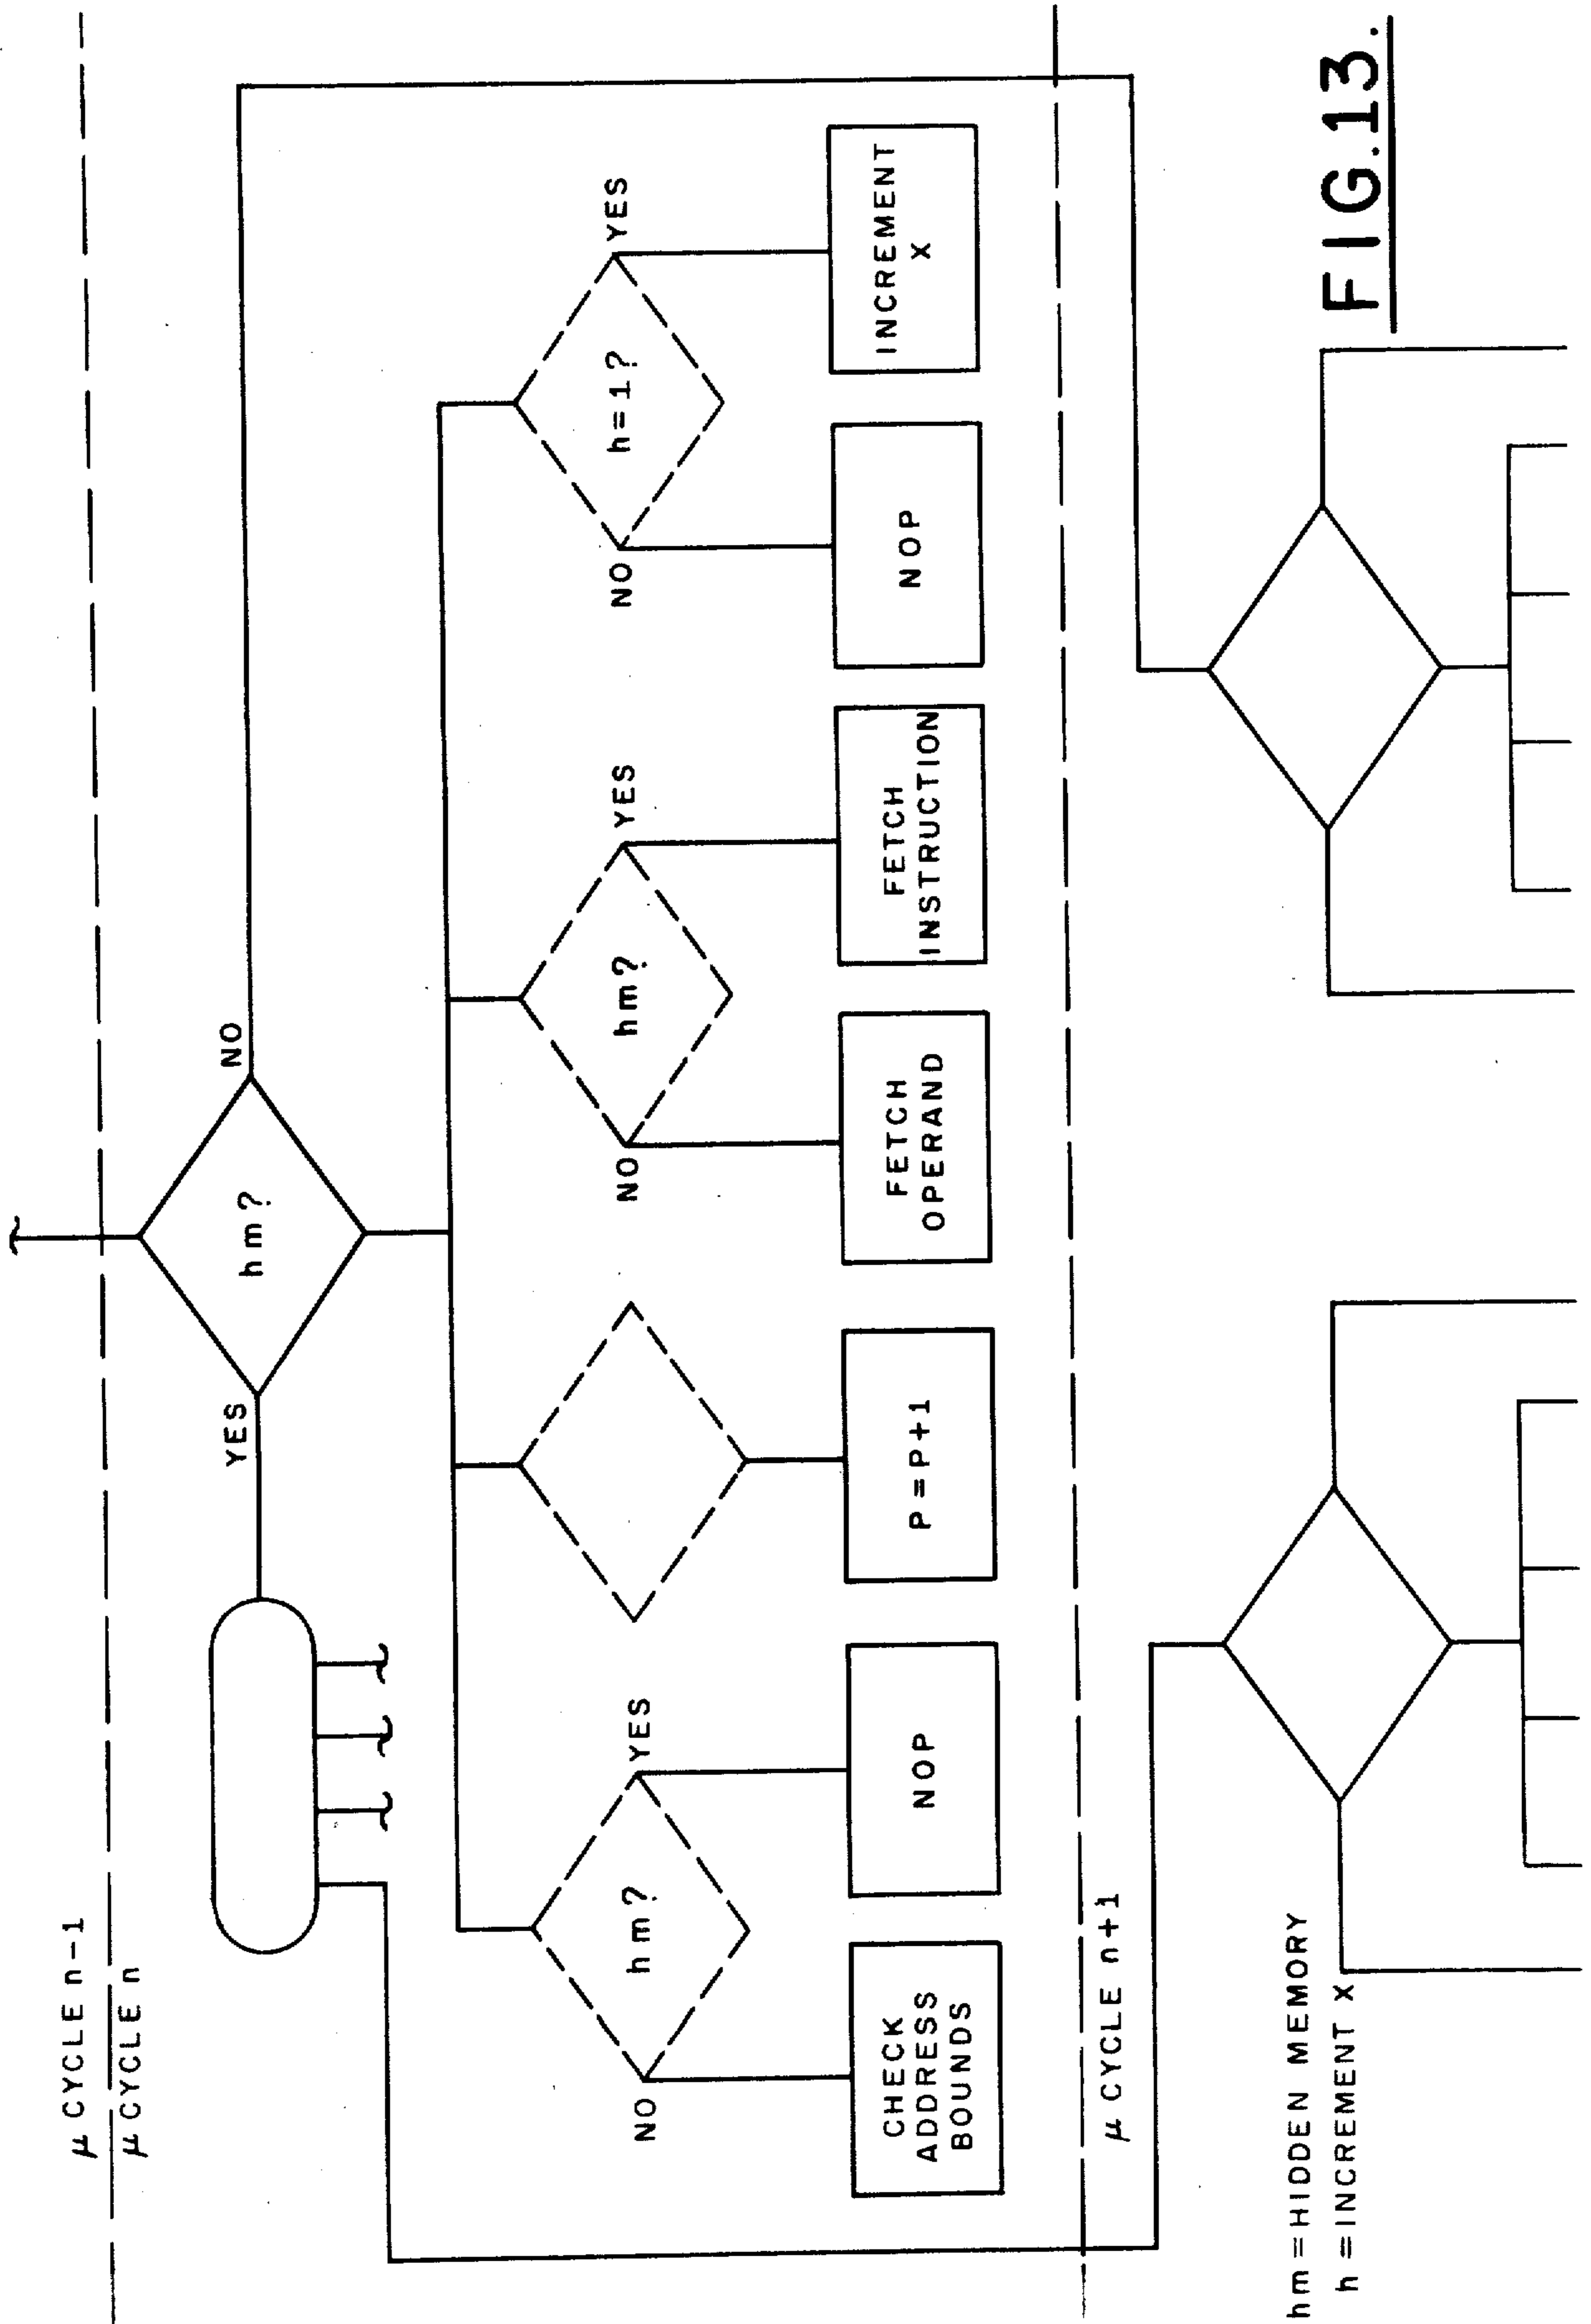 μ CYCLE n-1
μ CYCLE n
YES
hm?
NO
hm?
NO
YES
hm?
NO
YES
h=1?
NO
YES
CHECK
ADDRESS
BOUNDS
NOP
P=P+1
FETCH
OPERAND
FETCH
INSTRUCTION
NOP
INCREMENT
X
μ CYCLE n+1
hm=HIDDEN MEMORY
h=INCREMENT X
FIG.13.